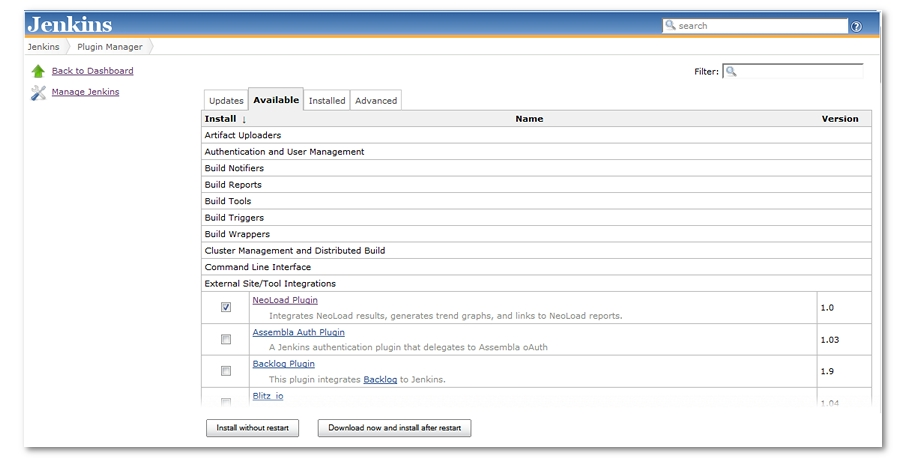 Jenkins
search
Jenkins Plugin Manager
Back to Dashboard
Manage Jenkins
Filter:
Updates Available Installed Advanced
Install ↓ Name Version
Artifact Uploaders
Authentication and User Management
Build Notifiers
Build Reports
Build Tools
Build Triggers
Build Wrappers
Cluster Management and Distributed Build
Command Line Interface
External Site/Tool Integrations
NeoLoad Plugin 1.0
Integrates NeoLoad results, generates trend graphs, and links to NeoLoad reports.
Assembla Auth Plugin 1.03
A Jenkins authentication plugin that delegates to Assembla oAuth
Backlog Plugin 1.9
This plugin integrates Backlog to Jenkins.
Blitz_io 1.04
Install without restart Download now and install after restart